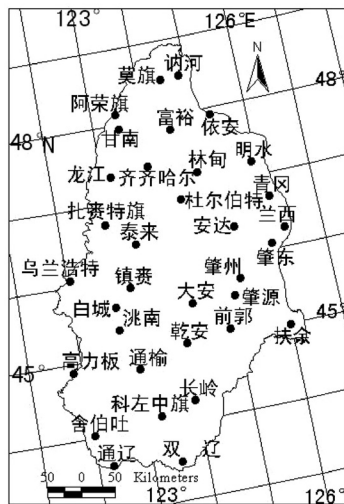 123°
126°E
N
讷河
莫旗
48°
阿荣旗
富裕
依安
甘南
48°N
明水
林甸
龙江
齐齐哈尔
青冈
杜尔伯特
扎赉特旗
安达
兰西
泰来
肇东
乌兰浩特
肇州
镇赉
大安
肇源
白城
洮南
前郭
45°
扶余
乾安
高力板
通榆
45°
长岭
科左中旗
舍伯吐
双辽
通辽
50 0 50 Kilometers
123°
126°